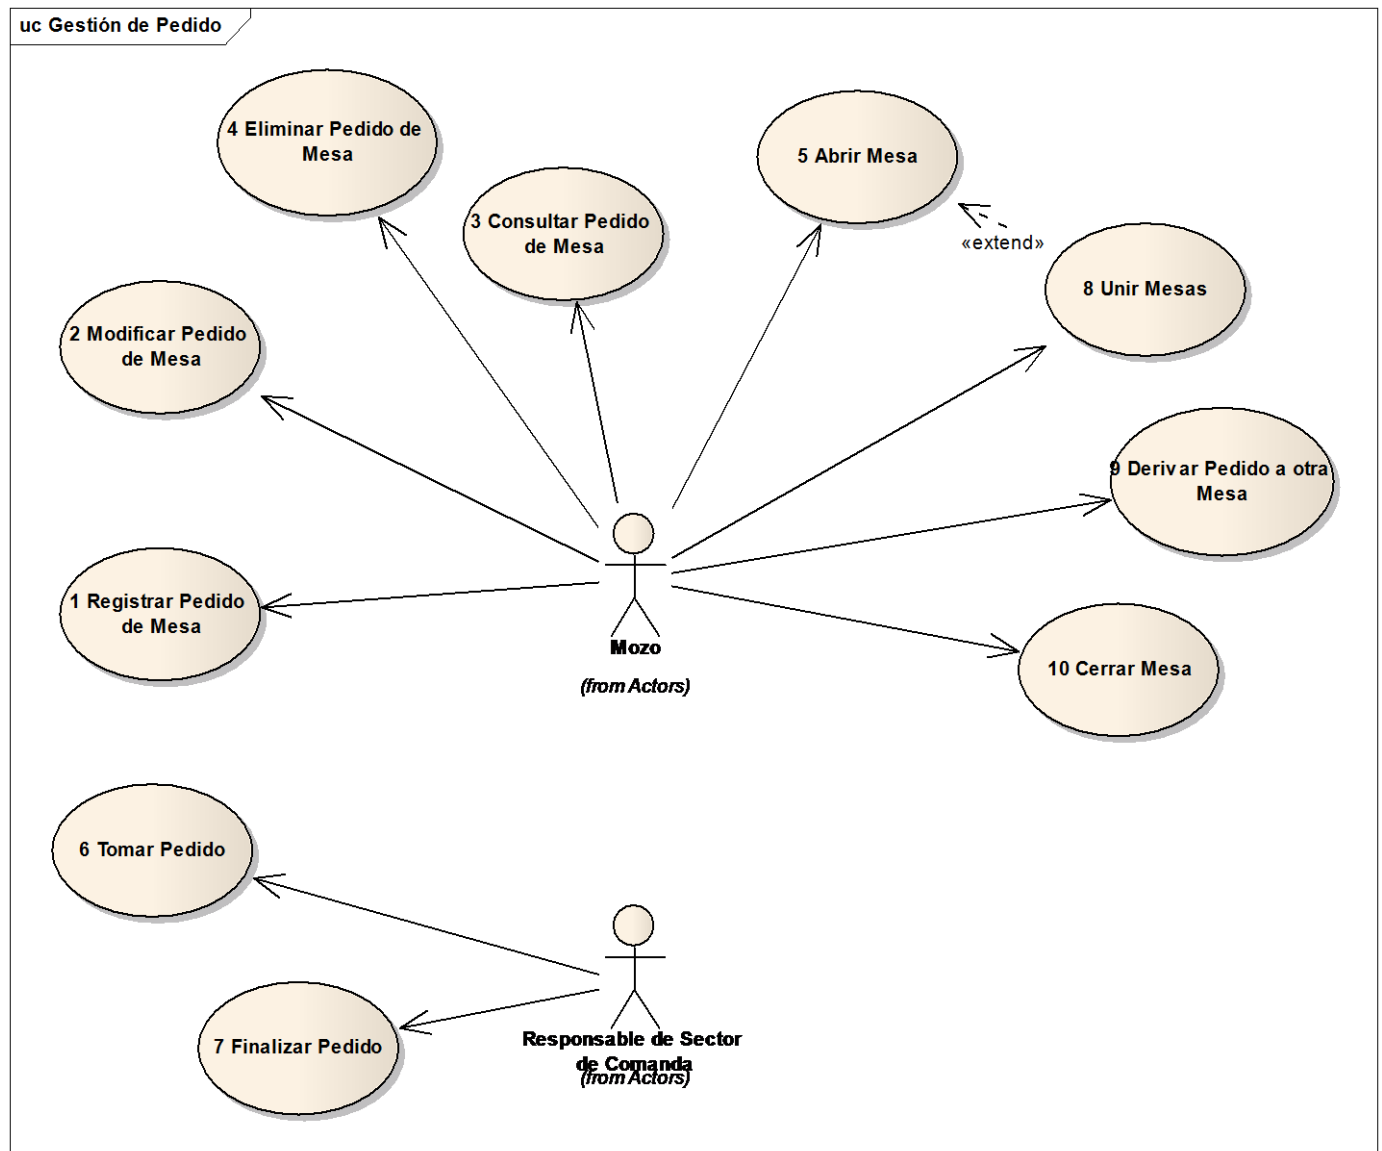 uc Gestión de Pedido
4 Eliminar Pedido de
Mesa
5 Abrir Mesa
3 Consultar Pedido
de Mesa
«extend»
8 Unir Mesas
2 Modificar Pedido
de Mesa
9 Derivar Pedido a otra
Mesa
1 Registrar Pedido
de Mesa
Mozo
(from Actors)
10 Cerrar Mesa
6 Tomar Pedido
7 Finalizar Pedido
Responsable de Sector
de Comanda
(from Actors)